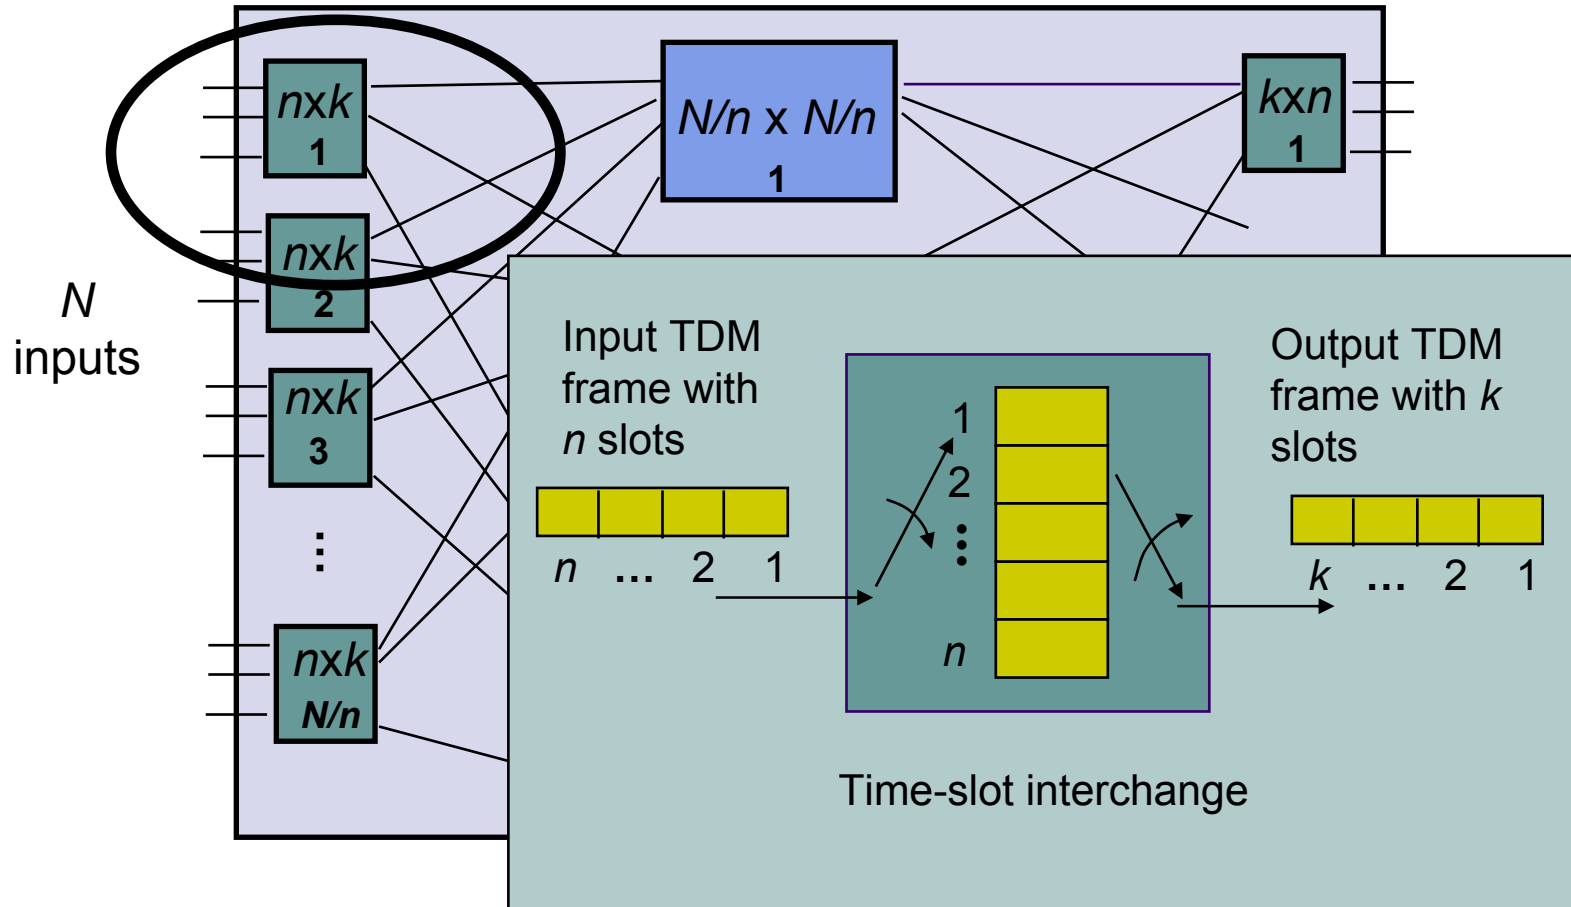 nxk
1
N/n x N/n
1
kxn
1
nxk
2
N
inputs
nxk
3
⋮
nxk
N/n
Input TDM
frame with
n slots
n ... 2 1
1
2
⋮
n
Output TDM
frame with k
slots
k ... 2 1
Time-slot interchange